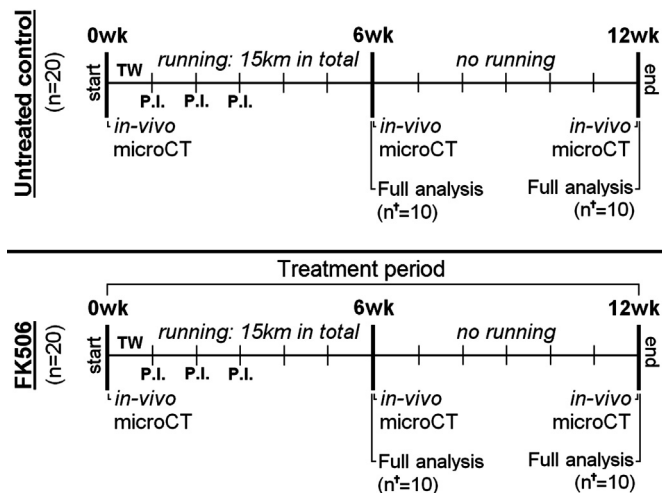 Untreated control
(n=20)
start
0wk
6wk
12wk
TW
running: 15km in total
no running
end
P.I. P.I. P.I.
in-vivo
microCT
in-vivo
microCT
in-vivo
microCT
Full analysis
(n†=10)
Full analysis
(n†=10)
Treatment period
FK506
(n=20)
start
0wk
6wk
12wk
TW
running: 15km in total
no running
end
P.I. P.I. P.I.
in-vivo
microCT
in-vivo
microCT
in-vivo
microCT
Full analysis
(n†=10)
Full analysis
(n†=10)